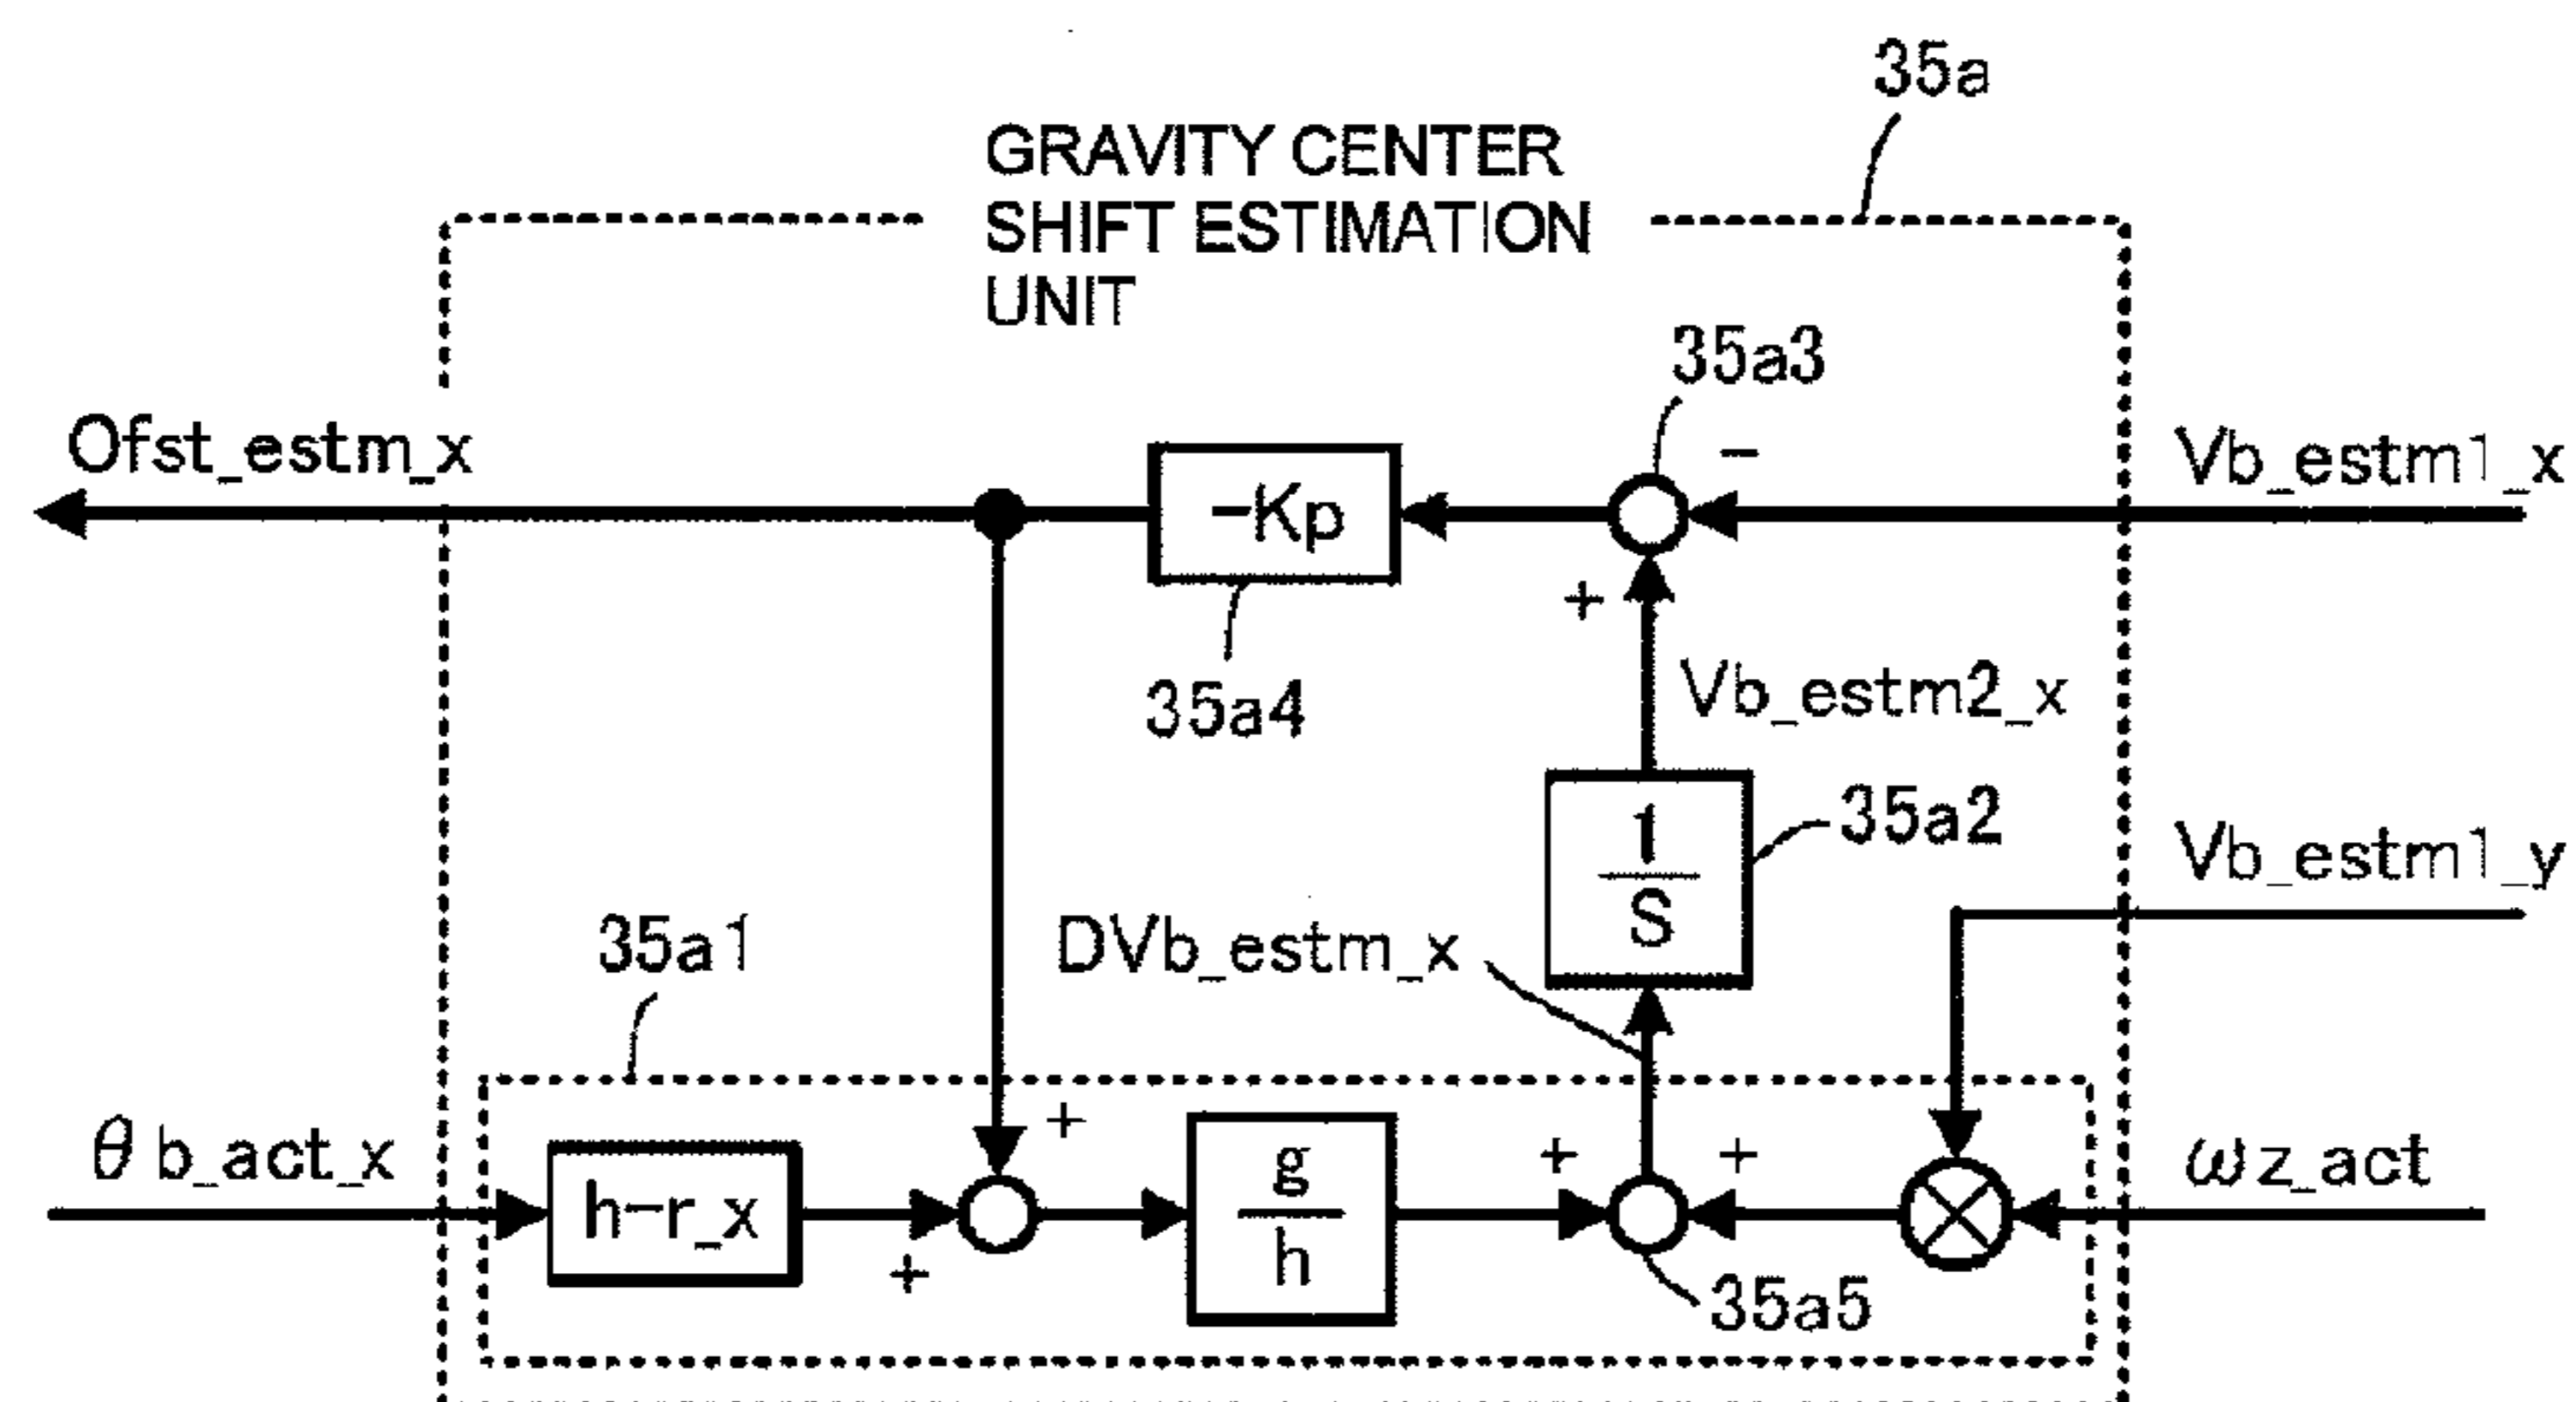 35a
GRAVITY CENTER
SHIFT ESTIMATION
UNIT
35a3
Ofst_estm_x
-Kp
-
Vb_estm1_x
+
35a4
Vb_estm2_x
1
S
35a2
Vb_estm1_y
35a1
DVb_estm_x
θb_act_x
h-r_x
+
+
g
h
+
+
ωz_act
35a5